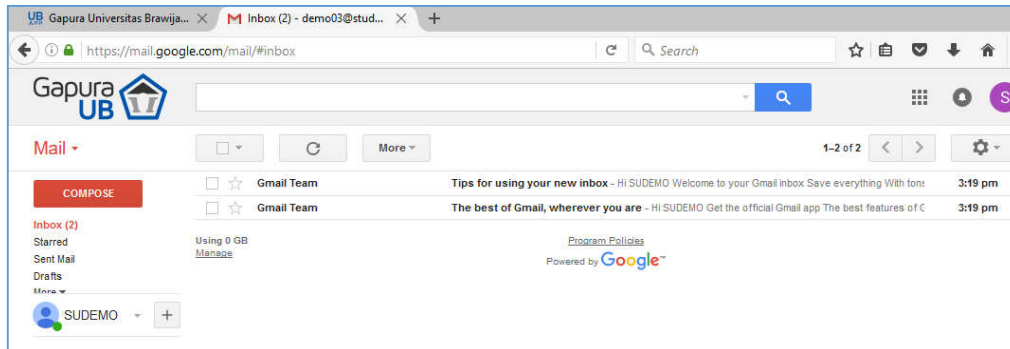 UB APP Gapura Universitas Brawija... Inbox (2) - demo03@stud...
https://mail.google.com/mail/#inbox Search
Gapura UB
S
Mail More 1–2 of 2
COMPOSE
Gmail Team Tips for using your new inbox - Hi SUDEMO Welcome to your Gmail inbox Save everything With tons 3:19 pm
Gmail Team The best of Gmail, wherever you are - Hi SUDEMO Get the official Gmail app The best features of G 3:19 pm
Inbox (2)
Starred
Sent Mail
Drafts
More
Using 0 GB
Manage
Program Policies
Powered by Google™
SUDEMO